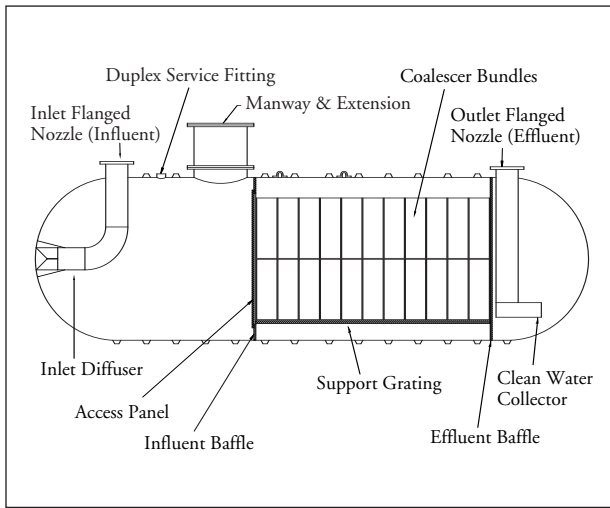 Duplex Service Fitting
Manway & Extension
Coalescer Bundles
Inlet Flanged
Nozzle (Influent)
Outlet Flanged
Nozzle (Effluent)
Inlet Diffuser
Access Panel
Influent Baffle
Support Grating
Effluent Baffle
Clean Water
Collector